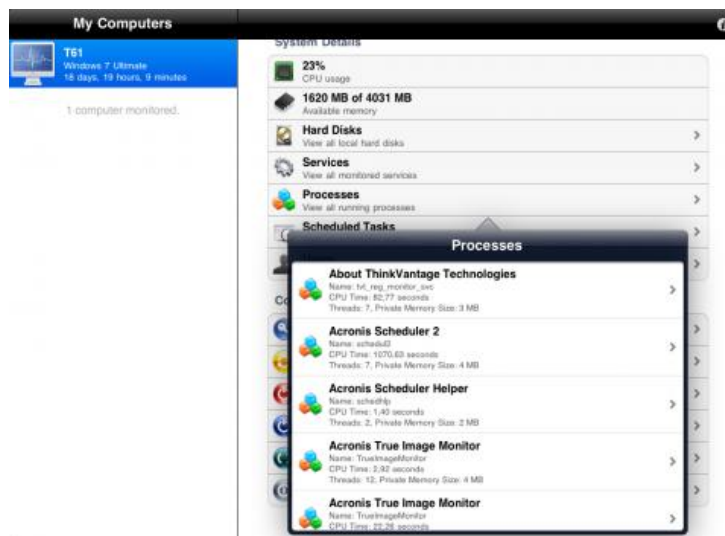 My Computers
T61
Windows 7 Ultimate
18 days, 19 hours, 9 minutes
1 computer monitored.
System Details
23%
CPU usage
1620 MB of 4031 MB
Available memory
Hard Disks
View all local hard disks
Services
View all monitored services
Processes
View all running processes
Scheduled Tasks
Processes
About ThinkVantage Technologies
Name: tvt_reg_monitor_svc
CPU Time: 82,77 seconds
Threads: 7, Private Memory Size: 3 MB
Acronis Scheduler 2
Name: schedul2
CPU Time: 1070,63 seconds
Threads: 7, Private Memory Size: 4 MB
Acronis Scheduler Helper
Name: schedhlp
CPU Time: 1,40 seconds
Threads: 2, Private Memory Size: 2 MB
Acronis True Image Monitor
Name: TrueImageMonitor
CPU Time: 2,92 seconds
Threads: 12, Private Memory Size: 4 MB
Acronis True Image Monitor
Name: TrueImageMonitor
CPU Time: 22,26 seconds